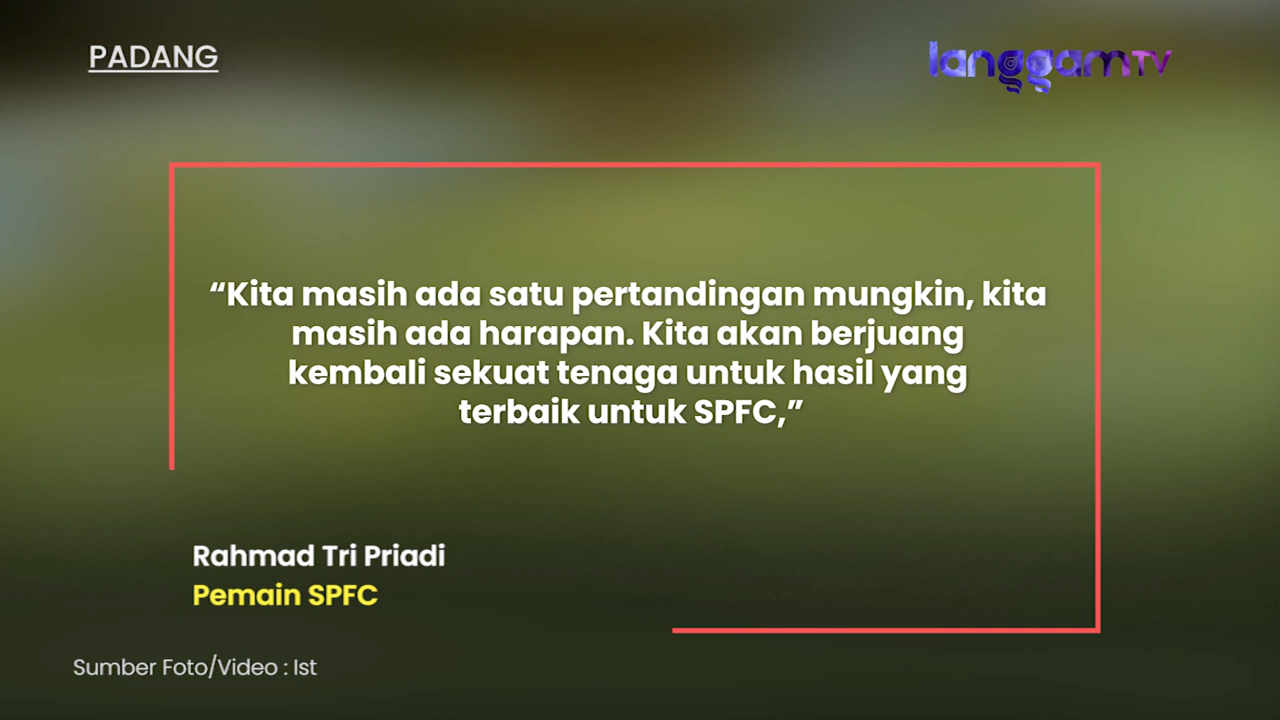 PADANG
langgamTV
“Kita masih ada satu pertandingan mungkin, kita
masih ada harapan. Kita akan berjuang
kembali sekuat tenaga untuk hasil yang
terbaik untuk SPFC,”
Rahmad Tri Priadi
Pemain SPFC
Sumber Foto/Video : Ist